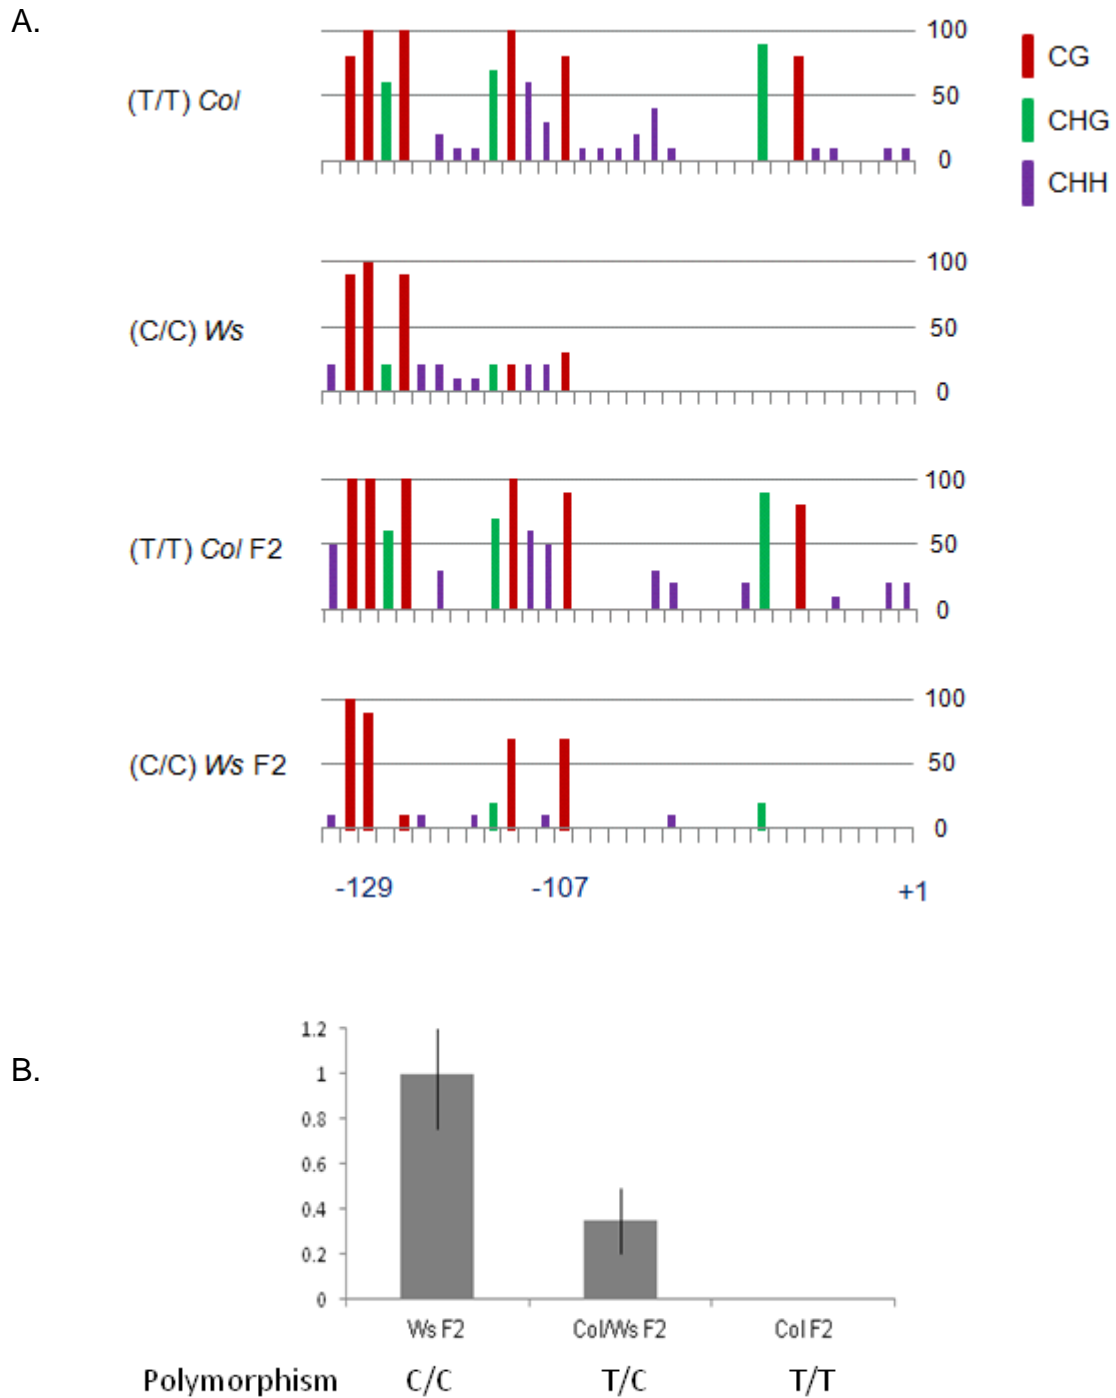 A.
100
50
0
(T/T) Col
CG
CHG
CHH
100
50
0
(C/C) Ws
100
50
0
(T/T) Col F2
100
50
0
(C/C) Ws F2
-129 -107 +1
B.
1.2
1
0.8
0.6
0.4
0.2
0
Ws F2 Col/Ws F2 Col F2
Polymorphism C/C T/C T/T